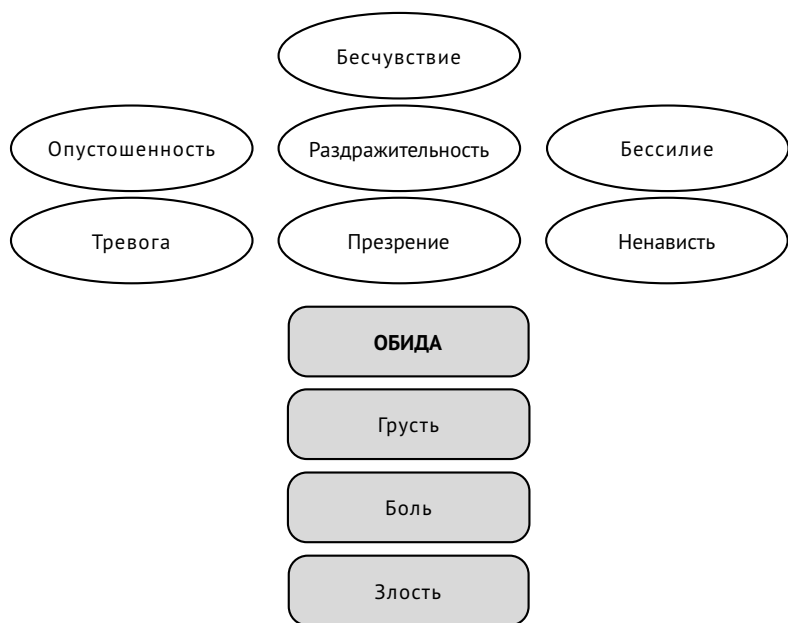 Бесчувствие
Опустошенность Раздражительность Бессилие
Тревога Презрение Ненависть
ОБИДА
Грусть
Боль
Злость